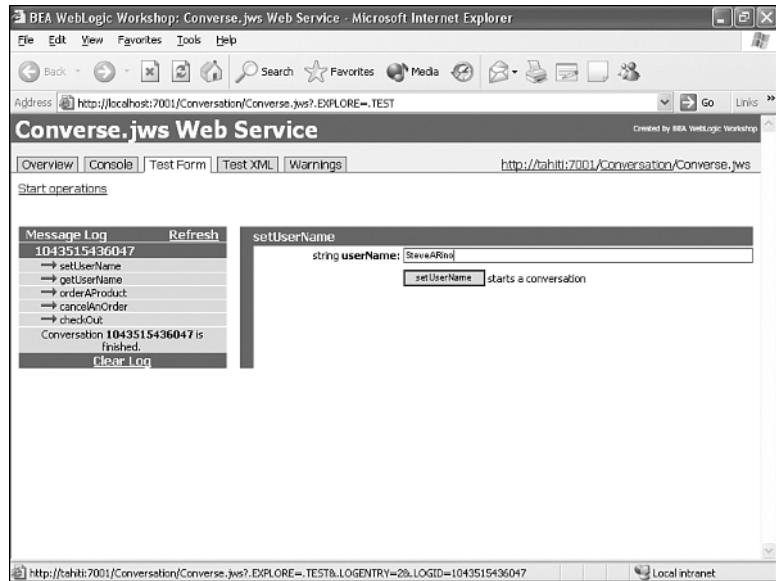 BEA WebLogic Workshop: Converse.jws Web Service - Microsoft Internet Explorer
File Edit View Favorites Tools Help
Back Search Favorites Media
Address http://localhost:7001/Conversation/Converse.jws?.EXPLORE=.TEST Go Links »
Converse.jws Web Service
Created by BEA WebLogic Workshop
Overview Console Test Form Test XML Warnings http://tahiti:7001/Conversation/Converse.jws
Start operations
Message Log Refresh
1043515436047
setUserName
getUserName
orderAProduct
cancelAnOrder
checkOut
Conversation 1043515436047 is
finished.
Clear Log
setUserName
string userName: SteveARino
setUserName starts a conversation
http://tahiti:7001/Conversation/Converse.jws?.EXPLORE=.TEST&.LOGENTRY=2&.LOGID=1043515436047 Local intranet